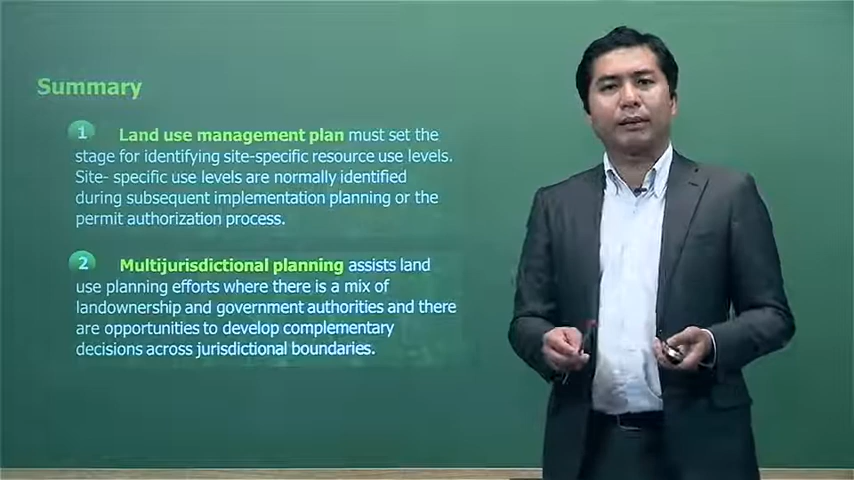 Summary
1 Land use management plan must set the
stage for identifying site-specific resource use levels.
Site- specific use levels are normally identified
during subsequent implementation planning or the
permit authorization process.
2 Multijurisdictional planning assists land
use planning efforts where there is a mix of
landownership and government authorities and there
are opportunities to develop complementary
decisions across jurisdictional boundaries.